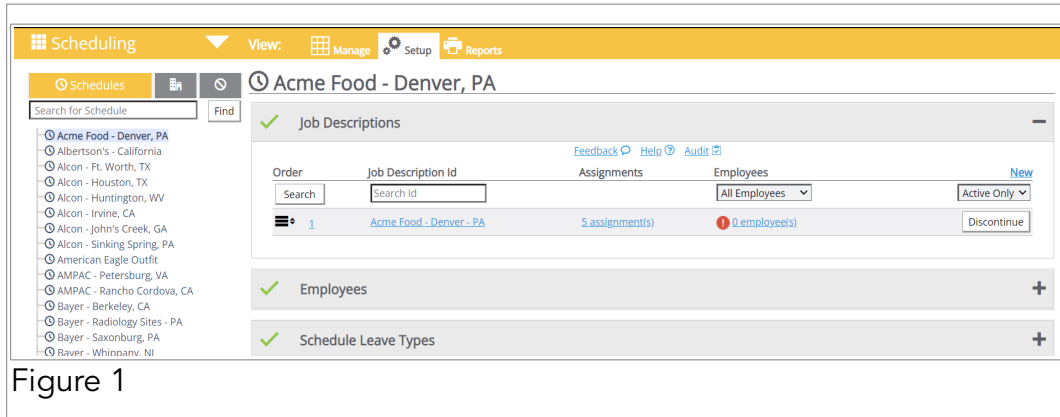 Scheduling View: Manage Setup Reports
Schedules
Search for Schedule Find
Acme Food - Denver, PA
Albertson's - California
Alcon - Ft. Worth, TX
Alcon - Houston, TX
Alcon - Huntington, WV
Alcon - Irvine, CA
Alcon - John's Creek, GA
Alcon - Sinking Spring, PA
American Eagle Outfit
AMPAC - Petersburg, VA
AMPAC - Rancho Cordova, CA
Bayer - Berkeley, CA
Bayer - Radiology Sites - PA
Bayer - Saxonburg, PA
Bayer - Whippany, NJ
Acme Food - Denver, PA
Job Descriptions
Feedback Help Audit
Order Job Description Id Assignments Employees New
Search Search Id All Employees Active Only
1 Acme Food - Denver - PA 5 assignment(s) 0 employee(s) Discontinue
Employees
Schedule Leave Types
Figure 1